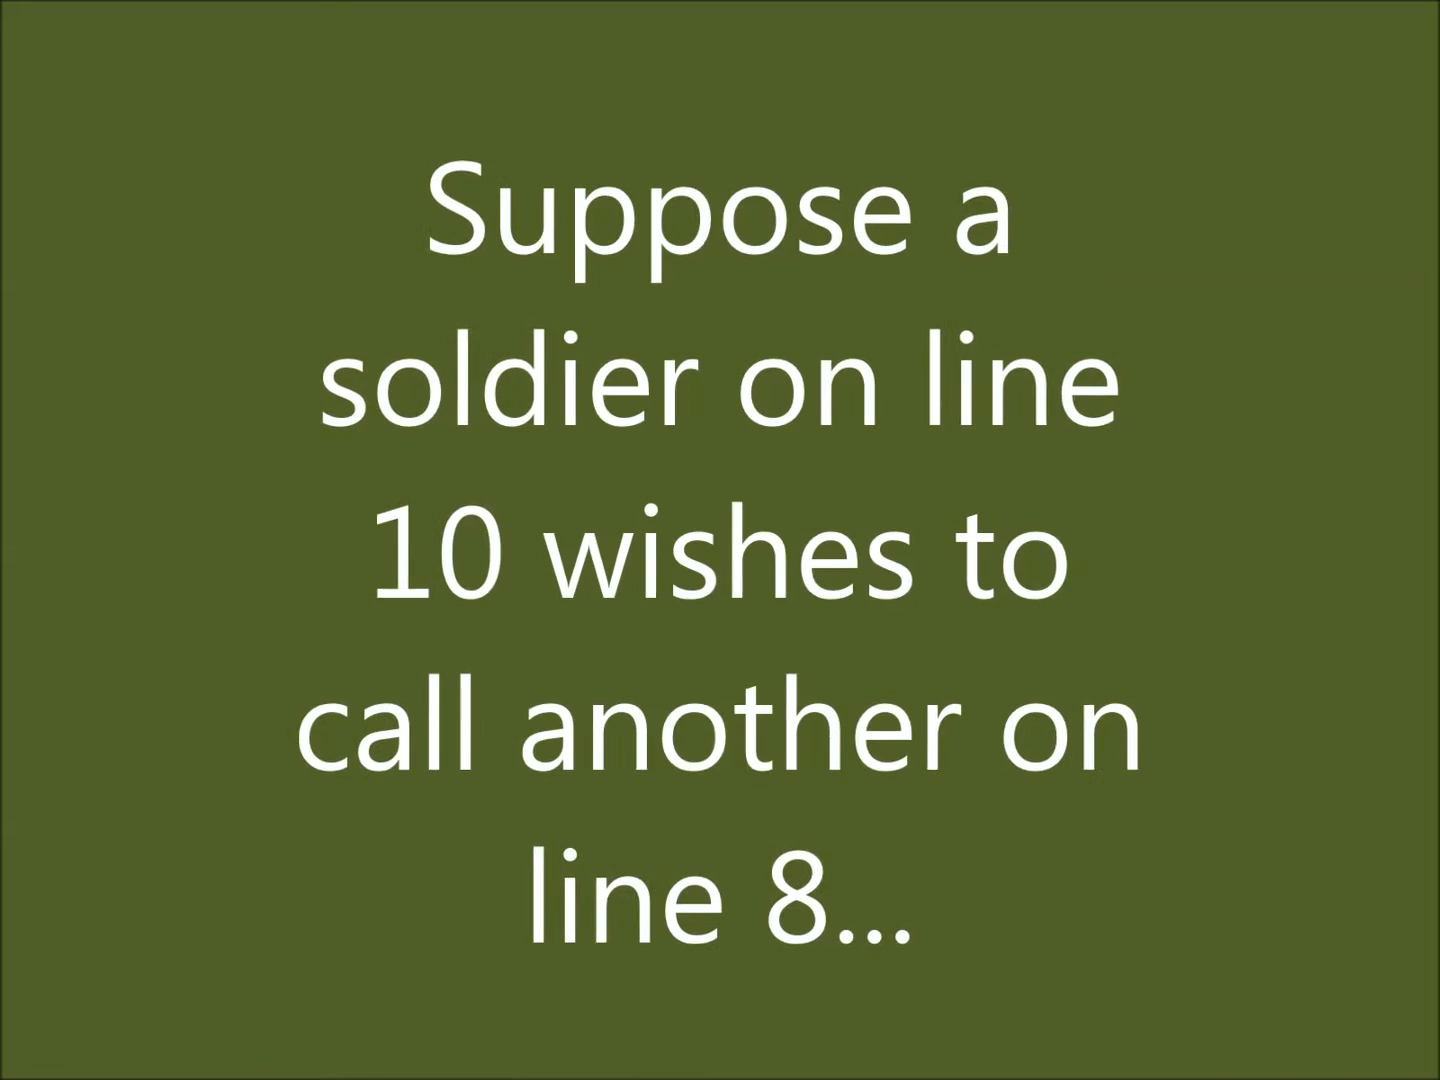 Suppose a
soldier on line
10 wishes to
call another on
line 8...